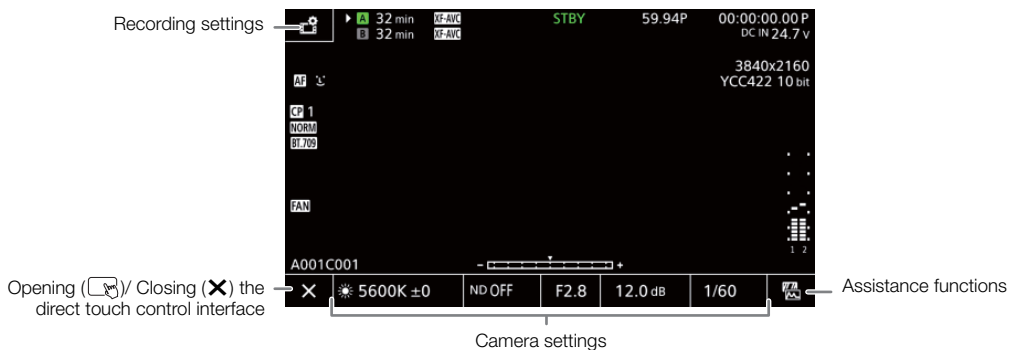 Recording settings
A 32 min XF-AVC STBY 59.94P 00:00:00.00 P
B 32 min XF-AVC DC IN 24.7 V
3840x2160
AF YCC422 10 bit
CP 1
NORM
BT.709
FAN
1 2
A001C001 - +
Opening ( )/ Closing (✕) the
direct touch control interface
✕ 5600K ±0 ND OFF F2.8 12.0 dB 1/60
Assistance functions
Camera settings